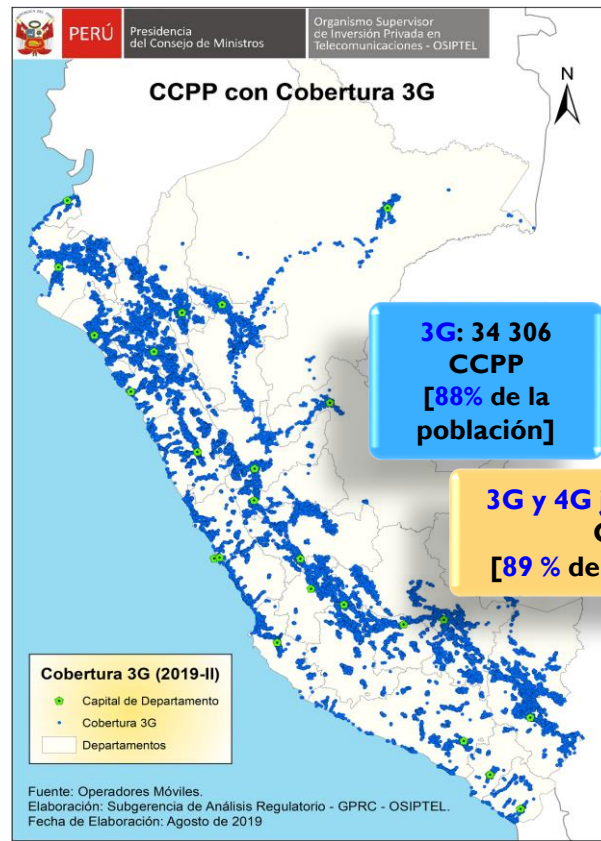 PERÚ
Presidencia
del Consejo de Ministros
Organismo Supervisor
de Inversión Privada en
Telecomunicaciones - OSIPTEL
CCPP con Cobertura 3G
N
3G: 34 306
CCPP
[88% de la
población]
3G y 4G
[89 % de
Cobertura 3G (2019-II)
Capital de Departamento
Cobertura 3G
Departamentos
Fuente: Operadores Móviles.
Elaboración: Subgerencia de Análisis Regulatorio - GPRC - OSIPTEL.
Fecha de Elaboración: Agosto de 2019